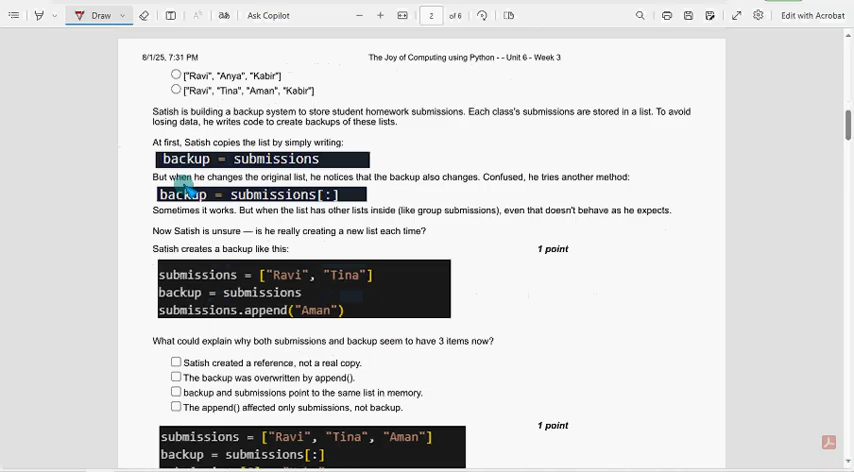 Draw
Ask Copilot
2 of 6
Edit with Acrobat
8/1/25, 7:31 PM
The Joy of Computing using Python - - Unit 6 - Week 3
["Ravi", "Anya", "Kabir"]
["Ravi", "Tina", "Aman", "Kabir"]
Satish is building a backup system to store student homework submissions. Each class's submissions are stored in a list. To avoid
losing data, he writes code to create backups of these lists.
At first, Satish copies the list by simply writing:
backup = submissions
But when he changes the original list, he notices that the backup also changes. Confused, he tries another method:
backup = submissions[:]
Sometimes it works. But when the list has other lists inside (like group submissions), even that doesn't behave as he expects.
Now Satish is unsure — is he really creating a new list each time?
Satish creates a backup like this:
1 point
submissions = ["Ravi", "Tina"]
backup = submissions
submissions.append("Aman")
What could explain why both submissions and backup seem to have 3 items now?
Satish created a reference, not a real copy.
The backup was overwritten by append().
backup and submissions point to the same list in memory.
The append() affected only submissions, not backup.
1 point
submissions = ["Ravi", "Tina", "Aman"]
backup = submissions[:]